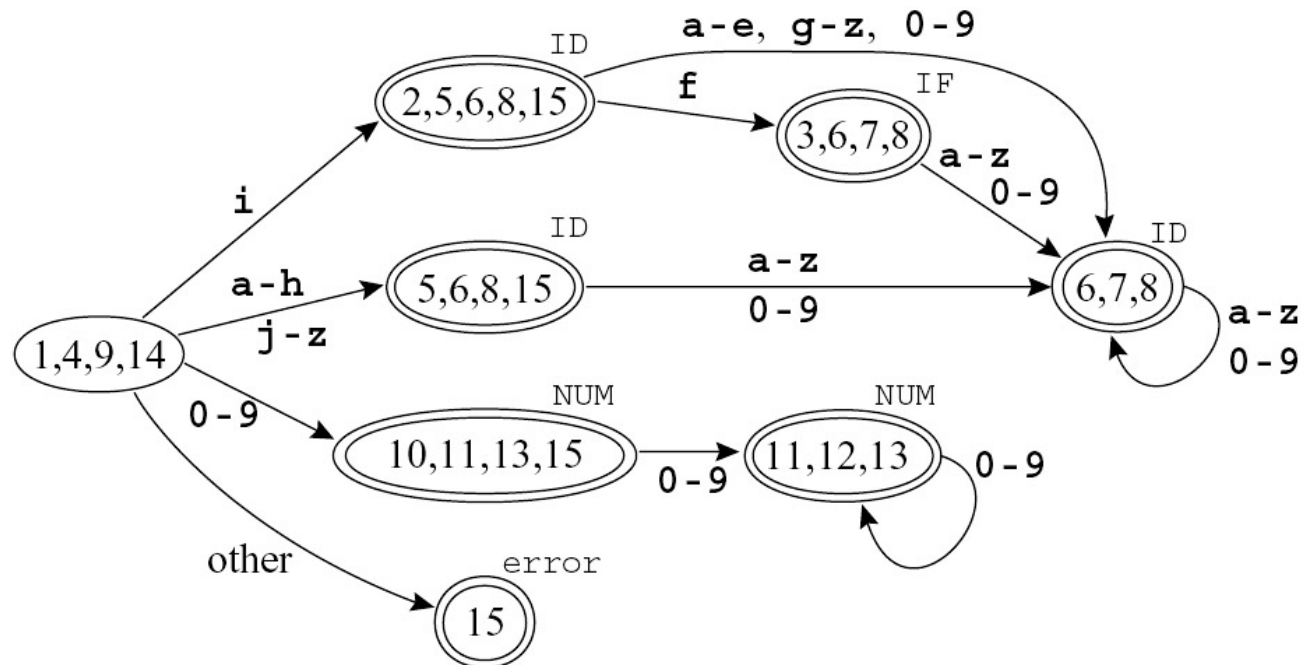 a-e, g-z, 0-9
ID
2,5,6,8,15
f
IF
3,6,7,8
a-z
0-9
i
ID
5,6,8,15
a-z
0-9
ID
6,7,8
a-z
0-9
a-h
j-z
1,4,9,14
0-9
NUM
10,11,13,15
0-9
NUM
11,12,13
0-9
other
error
15